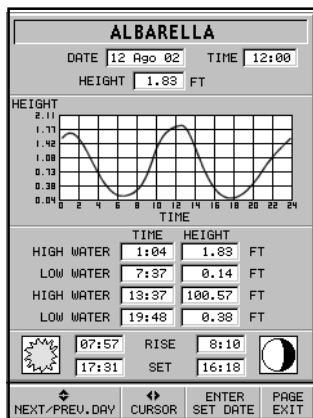 ALBARELLA
DATE 12 Ago 02 TIME 12:00
HEIGHT 1.83 FT
HEIGHT
2.11
1.77
1.42
1.08
0.73
0.38
0.04
0 2 4 6 8 10 12 14 16 18 20 22 24
TIME
TIME HEIGHT
HIGH WATER 1:04 1.83 FT
LOW WATER 7:37 0.14 FT
HIGH WATER 13:37 100.57 FT
LOW WATER 19:48 0.38 FT
07:57 RISE 8:10
17:31 SET 16:18
NEXT/PREV.DAY CURSOR ENTER SET DATE PAGE EXIT